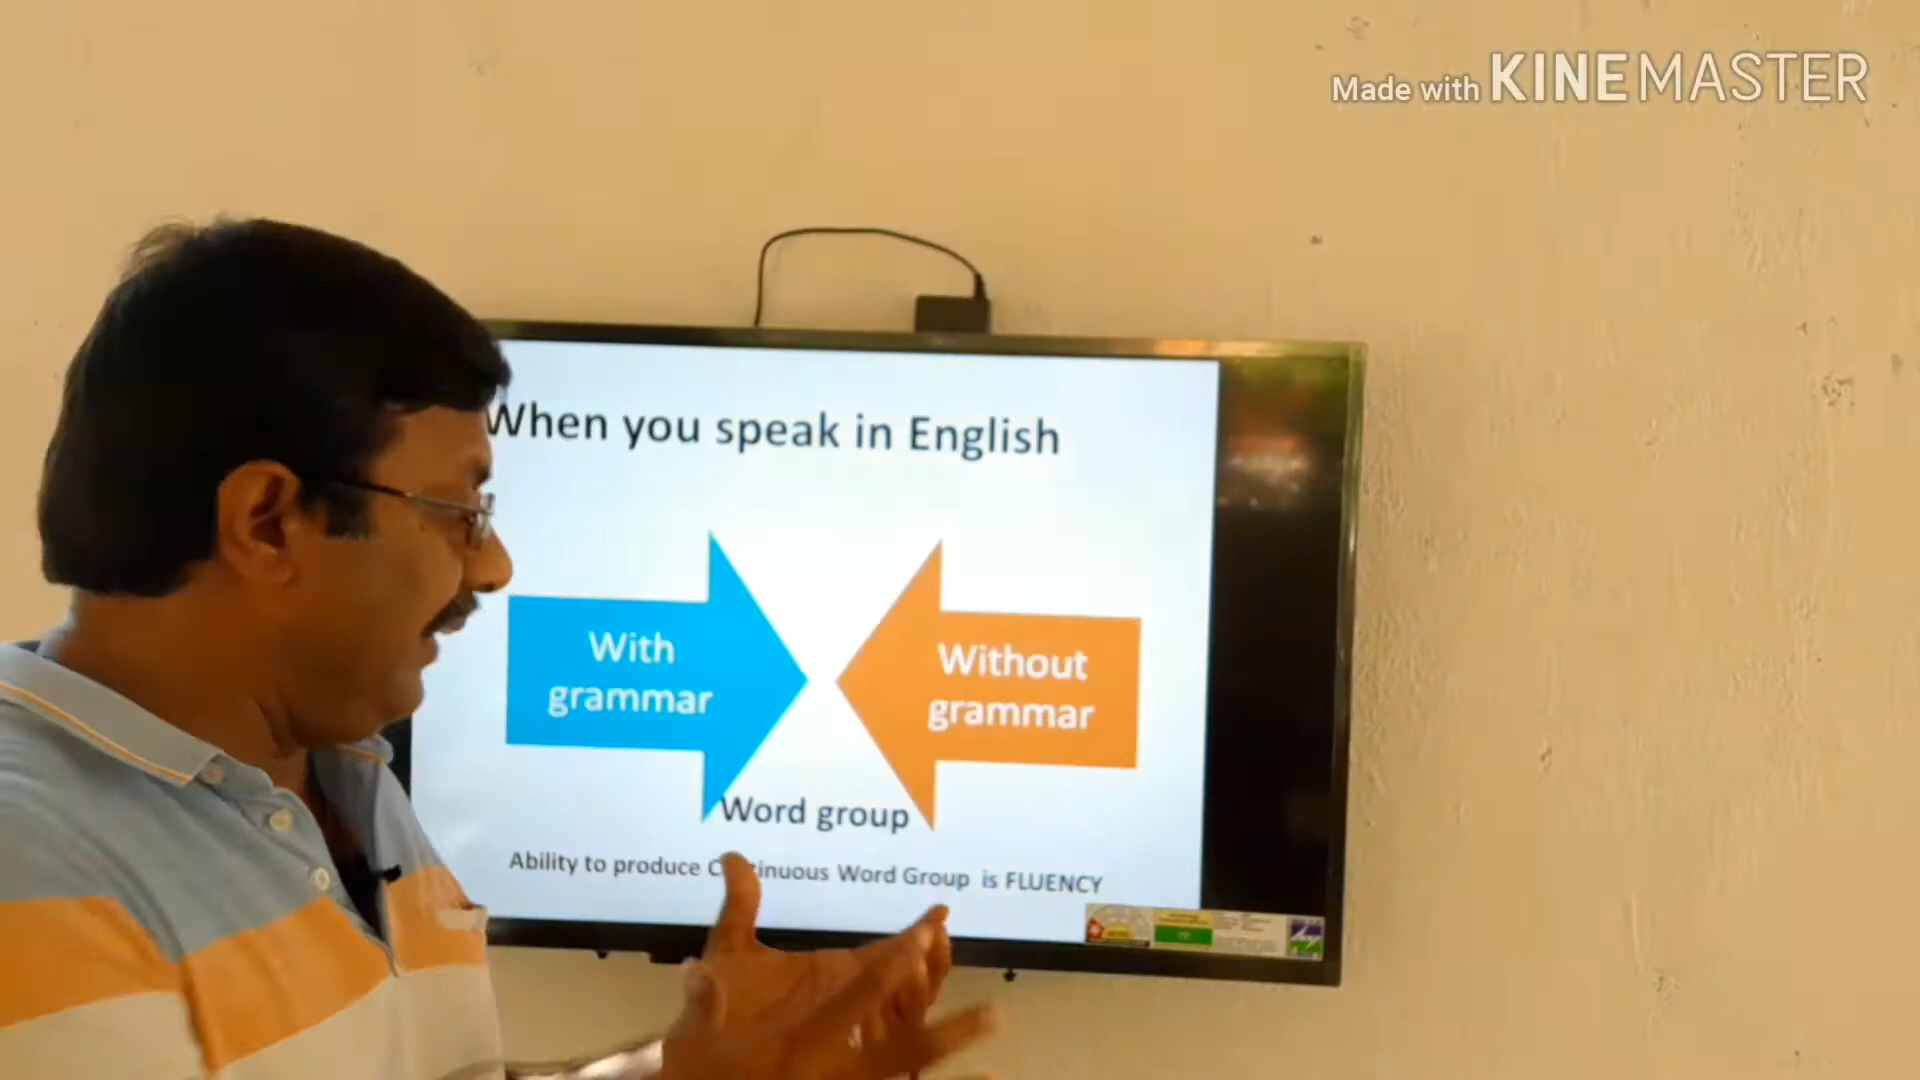 Made with KINEMASTER
When you speak in English
With
grammar
Without
grammar
Word group
Ability to produce Continuous Word Group is FLUENCY